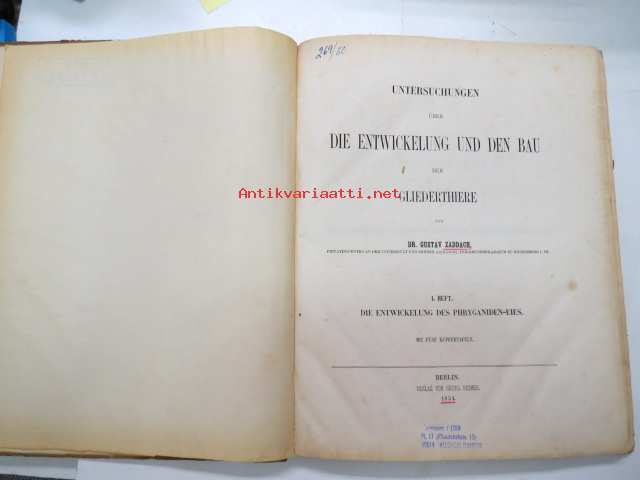 269/60
UNTERSUCHUNGEN
ÜBER
DIE ENTWICKELUNG UND DEN BAU
DER
GLIEDERTHIERE
VON
Antikvariaatti.net
DR. GUSTAV ZADDACH,
I. HEFT.
DIE ENTWICKELUNG DES PHRYGANIDEN-EIES.
MIT FÜNF KUPFERTAFELN.
BERLIN.
VERLAG VON GEORG REIMER.
1854.